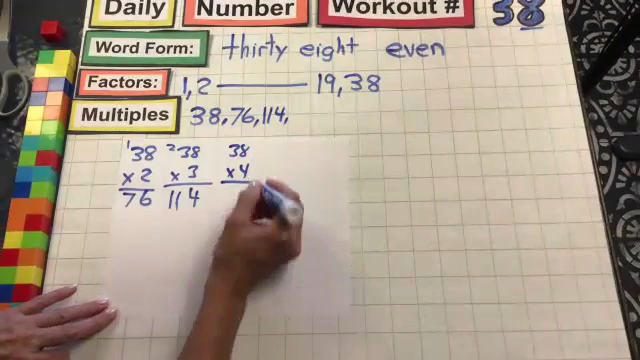 Daily Number Workout # 38
Word Form: thirty eight even
Factors: 1, 2 19, 38
Multiples 38, 76, 114,
1 38 2 38 38
x 2 x 3 x 4
76 114